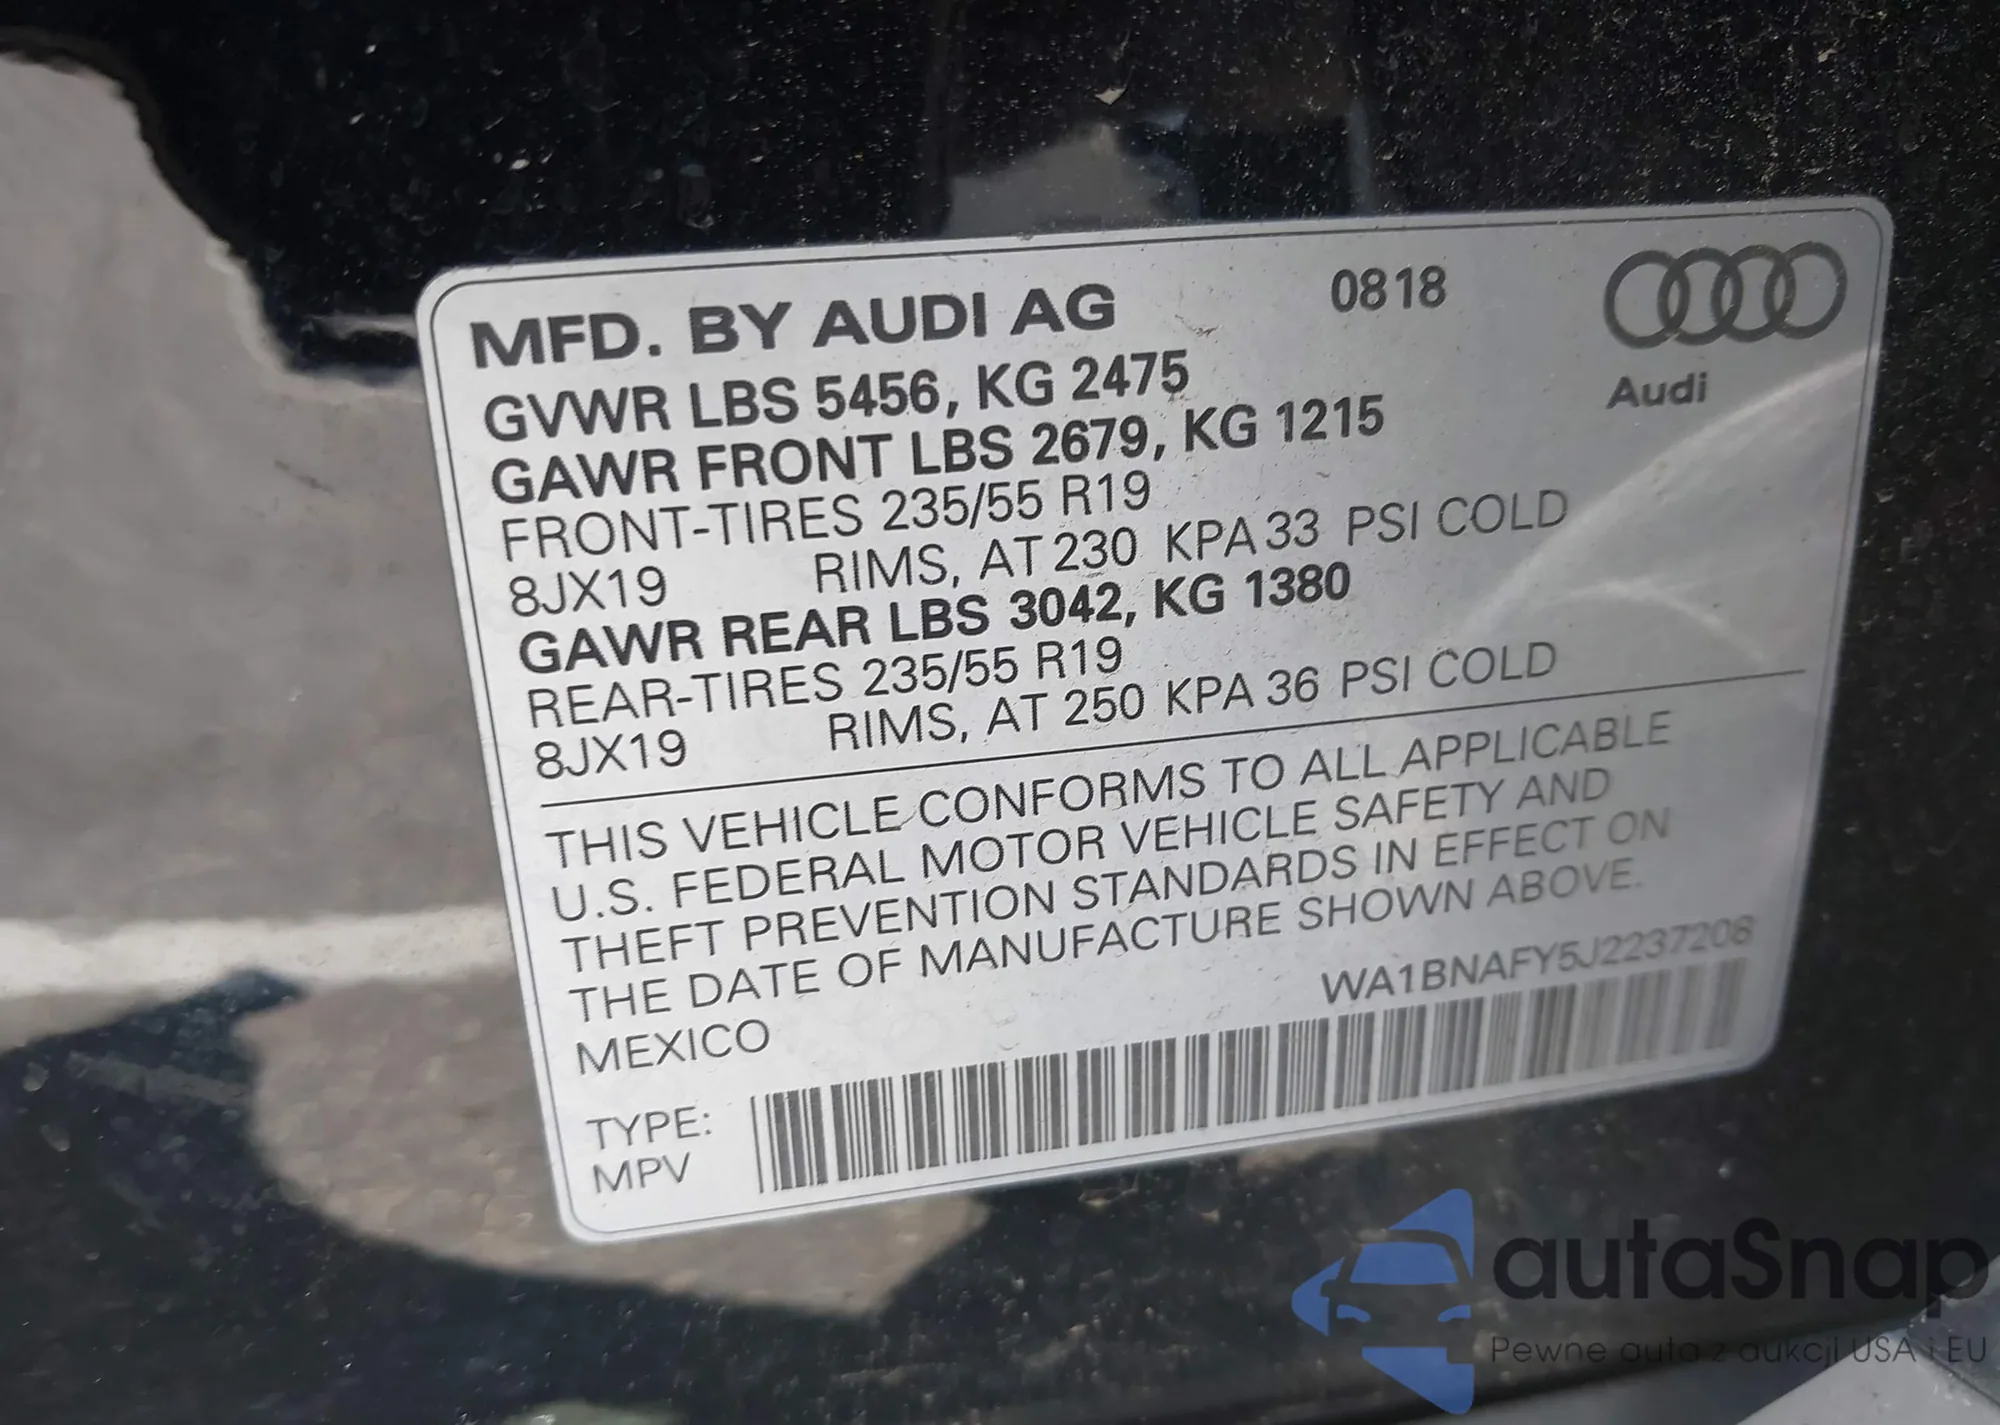 MFD. BY AUDI AG 0818
Audi
GVWR LBS 5456, KG 2475
GAWR FRONT LBS 2679, KG 1215
FRONT-TIRES 235/55 R19
8JX19 RIMS, AT 230 KPA 33 PSI COLD
GAWR REAR LBS 3042, KG 1380
REAR-TIRES 235/55 R19
8JX19 RIMS, AT 250 KPA 36 PSI COLD
THIS VEHICLE CONFORMS TO ALL APPLICABLE
U.S. FEDERAL MOTOR VEHICLE SAFETY AND
THEFT PREVENTION STANDARDS IN EFFECT ON
THE DATE OF MANUFACTURE SHOWN ABOVE.
MEXICO WA1BNAFY5J2237208
TYPE:
MPV
autaSnap
Pewne auta z aukcji USA i EU